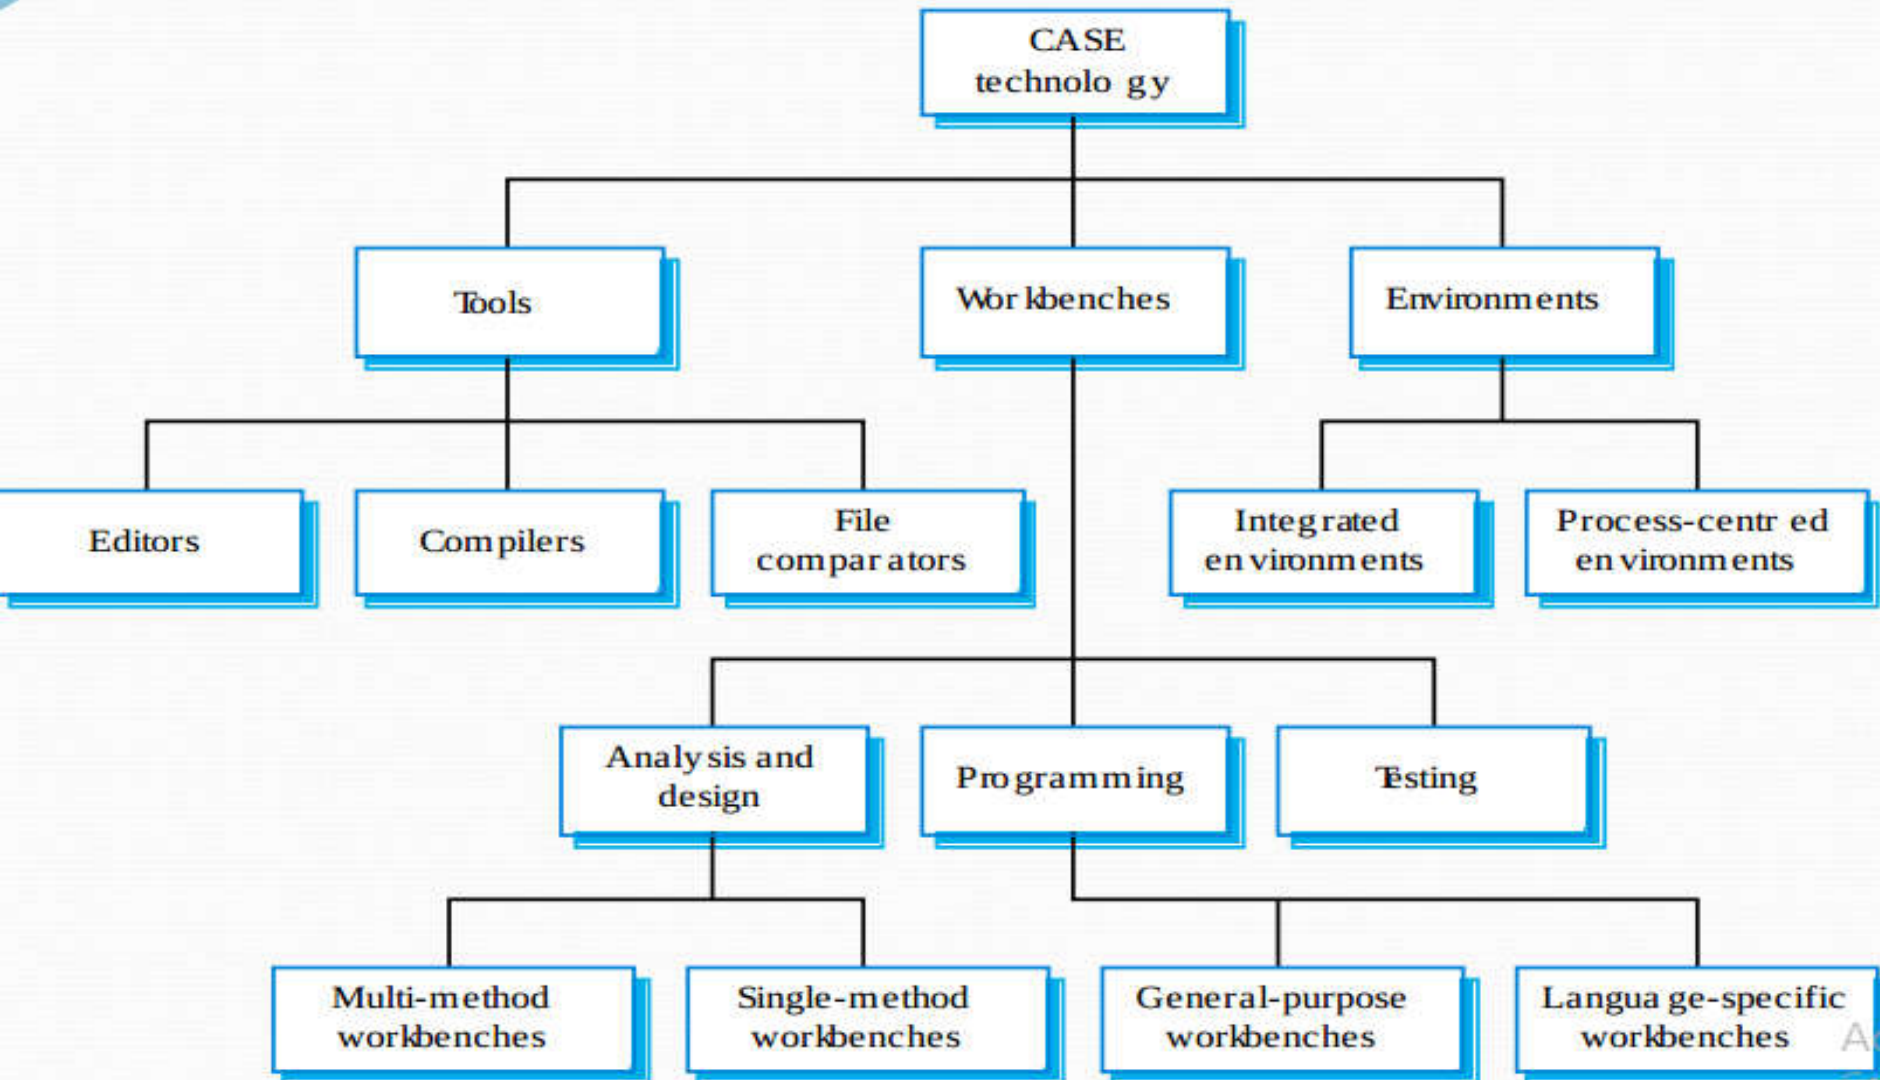 CASE
technology
Tools
Workbenches
Environments
Editors
Compilers
File
comparators
Integrated
environments
Process-centred
environments
Analysis and
design
Programming
Testing
Multi-method
workbenches
Single-method
workbenches
General-purpose
workbenches
Language-specific
workbenches